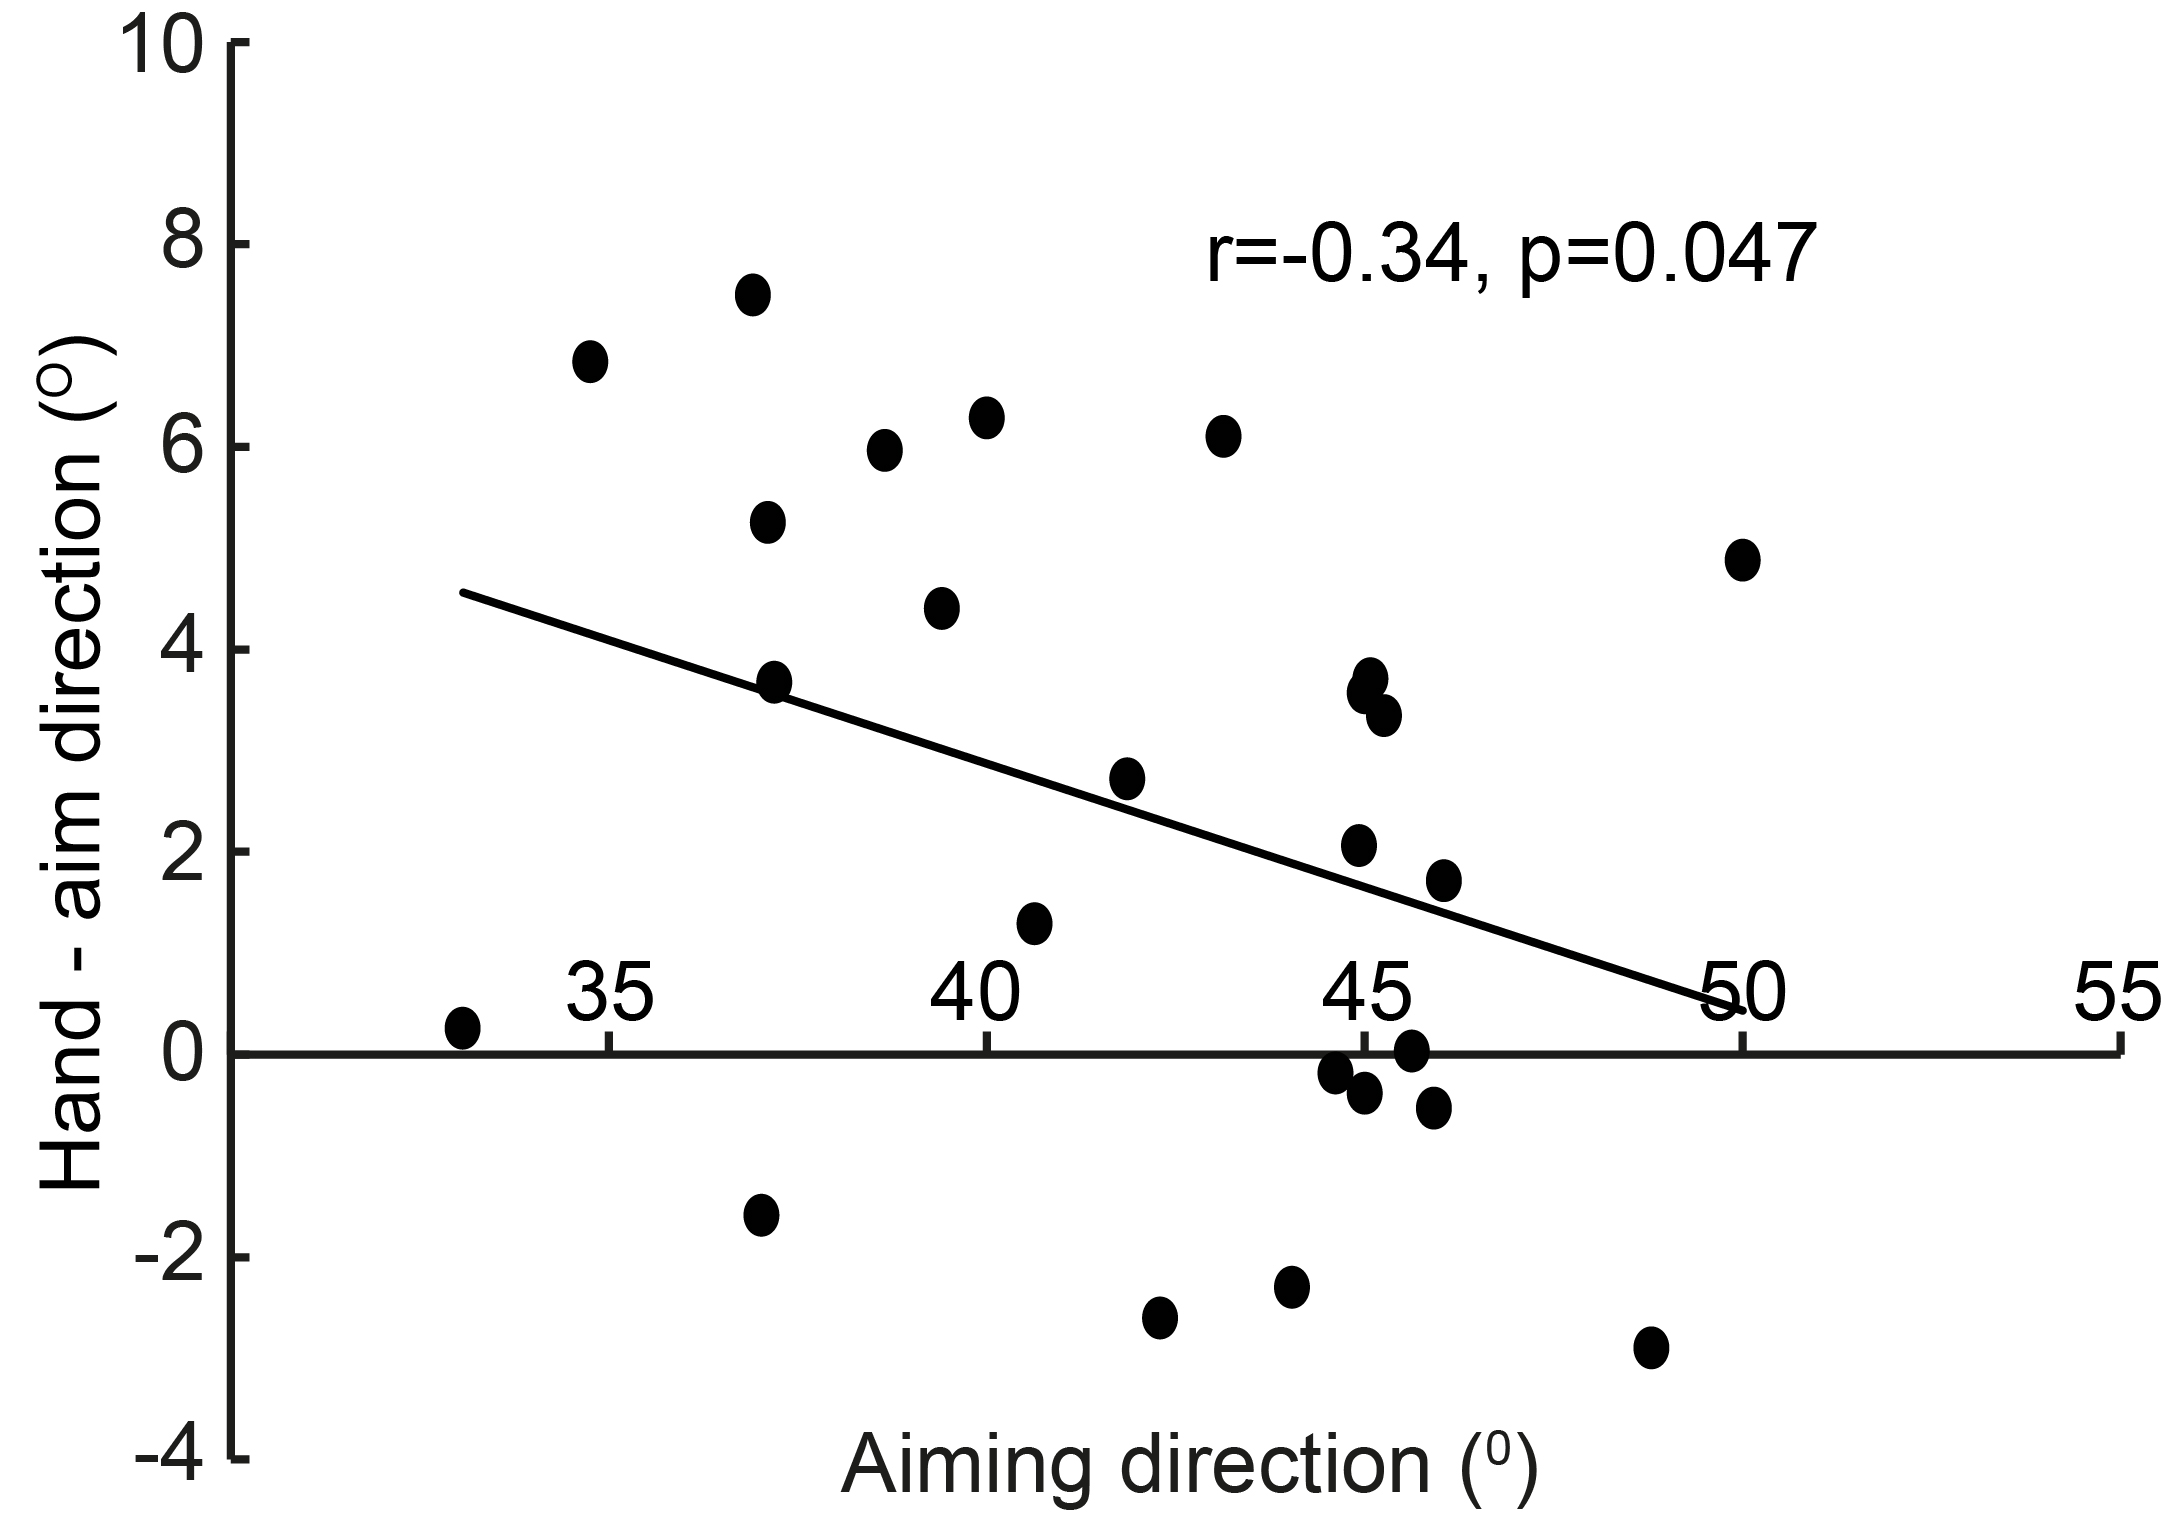 10
8
6
4
2
0
-2
-4
Hand - aim direction (ᴼ)
r=-0.34, p=0.047
35 40 45 50 55
Aiming direction (⁰)